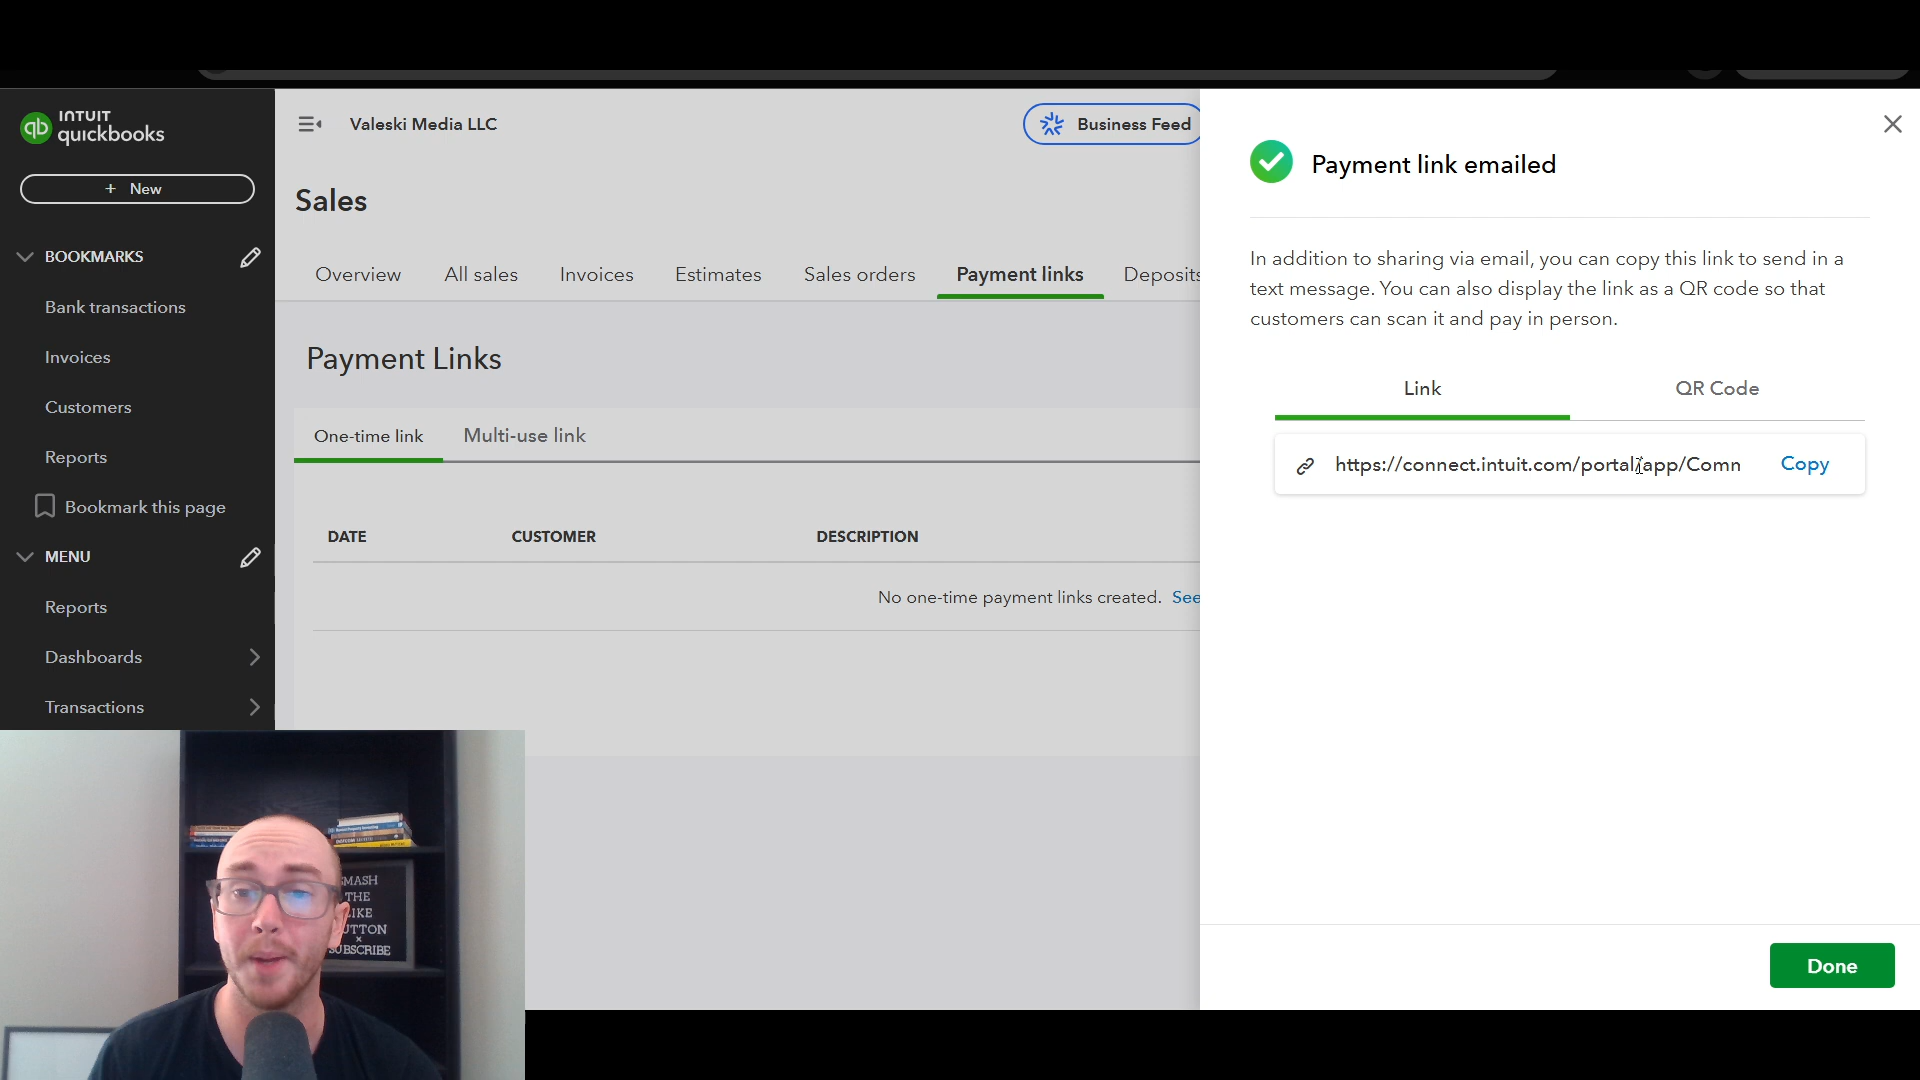 INTUIT
quickbooks
+ New
BOOKMARKS
Bank transactions
Invoices
Customers
Reports
Bookmark this page
MENU
Reports
Dashboards
Transactions
Valeski Media LLC
Business Feed
Sales
Overview
All sales
Invoices
Estimates
Sales orders
Payment links
Deposits
Payment Links
One-time link
Multi-use link
DATE
CUSTOMER
DESCRIPTION
No one-time payment links created. See
Payment link emailed
In addition to sharing via email, you can copy this link to send in a
text message. You can also display the link as a QR code so that
customers can scan it and pay in person.
Link
QR Code
https://connect.intuit.com/portal/app/Comn
Copy
Done
SMASH
THE
LIKE
BUTTON
×
SUBSCRIBE